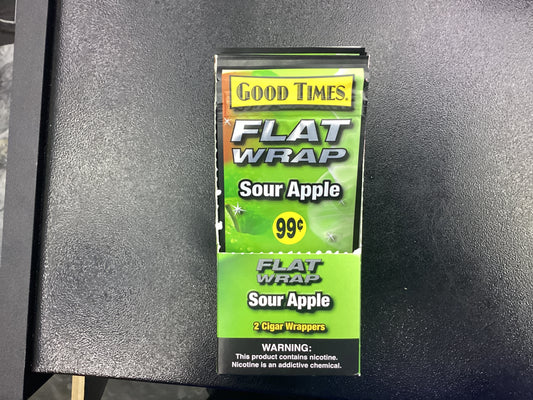 GOOD TIMES®
FLAT
WRAP
Sour Apple
99¢
FLAT
WRAP
Sour Apple
2 Cigar Wrappers
WARNING:
This product contains nicotine.
Nicotine is an addictive chemical.